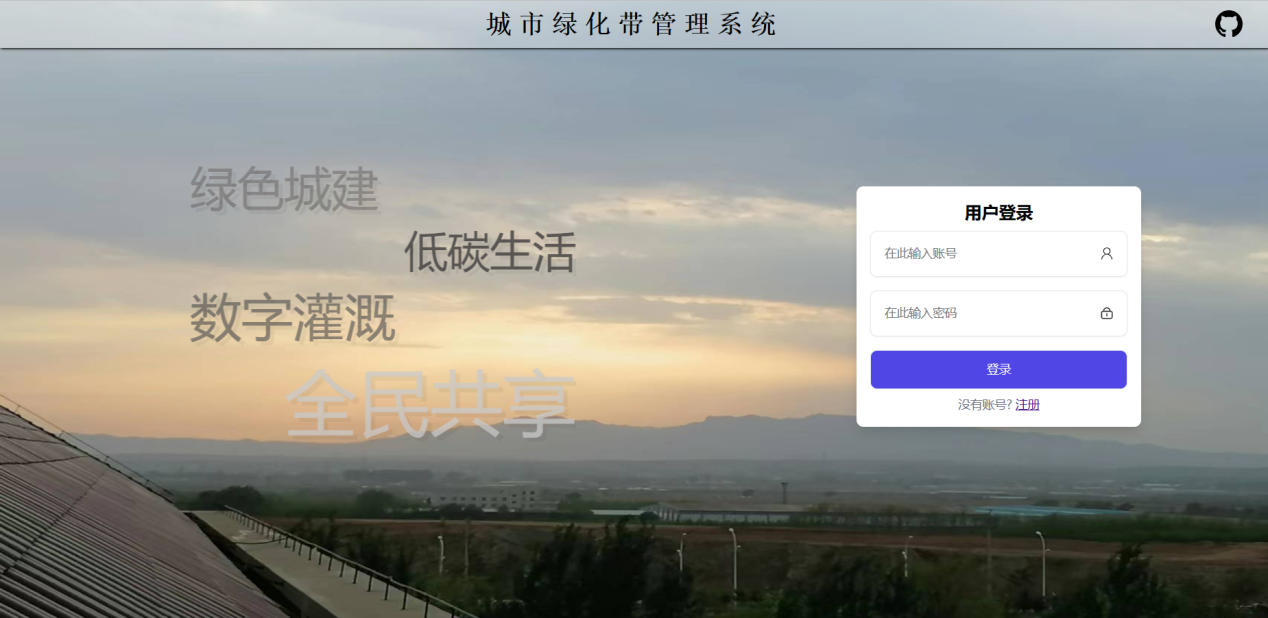 城市绿化带管理系统
绿色城建
低碳生活
数字灌溉
全民共享
用户登录
在此输入账号
在此输入密码
登录
没有账号? 注册